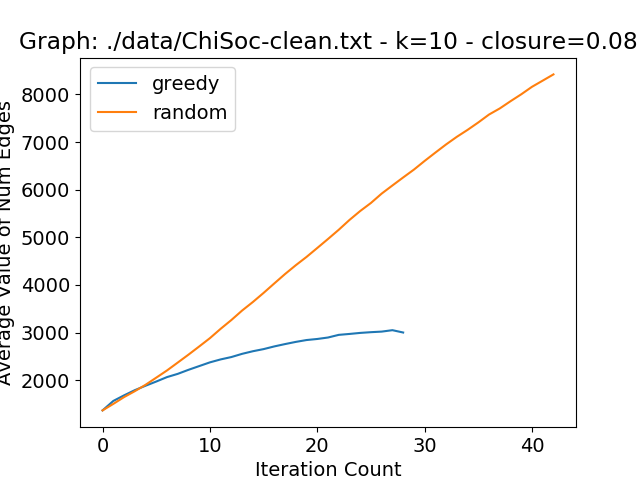 Graph: ./data/ChiSoc-clean.txt - k=10 - closure=0.08
greedy
random
8000
7000
6000
5000
4000
3000
2000
Average Value of Num Edges
0 10 20 30 40
Iteration Count